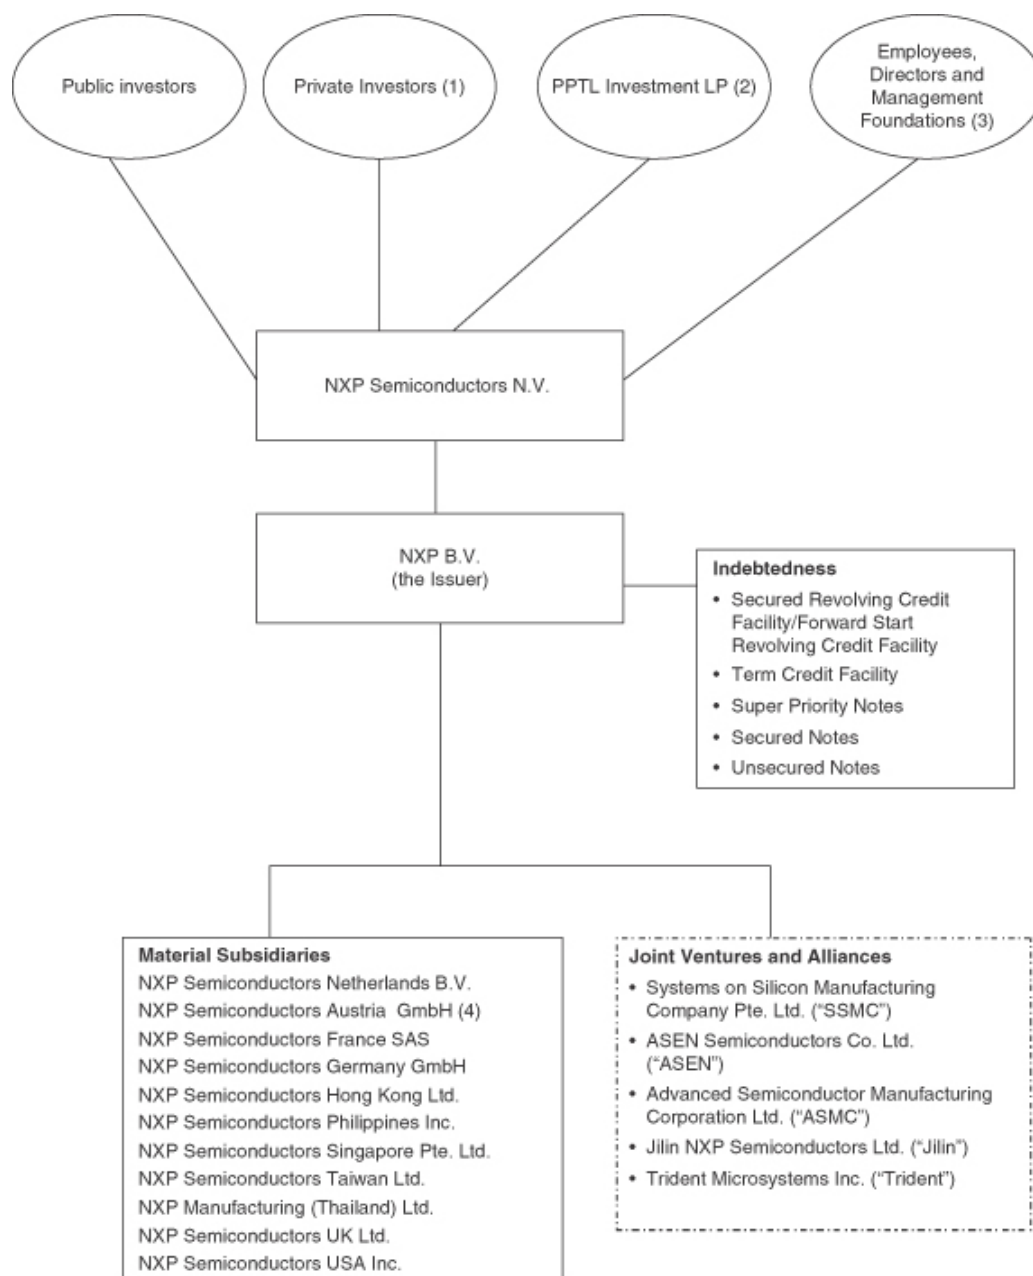 Public investors
Private Investors (1)
PPTL Investment LP (2)
Employees,
Directors and
Management
Foundations (3)
NXP Semiconductors N.V.
NXP B.V.
(the Issuer)
Indebtedness
• Secured Revolving Credit
Facility/Forward Start
Revolving Credit Facility
• Term Credit Facility
• Super Priority Notes
• Secured Notes
• Unsecured Notes
Material Subsidiaries
NXP Semiconductors Netherlands B.V.
NXP Semiconductors Austria GmbH (4)
NXP Semiconductors France SAS
NXP Semiconductors Germany GmbH
NXP Semiconductors Hong Kong Ltd.
NXP Semiconductors Philippines Inc.
NXP Semiconductors Singapore Pte. Ltd.
NXP Semiconductors Taiwan Ltd.
NXP Manufacturing (Thailand) Ltd.
NXP Semiconductors UK Ltd.
NXP Semiconductors USA Inc.
Joint Ventures and Alliances
• Systems on Silicon Manufacturing
Company Pte. Ltd. (“SSMC”)
• ASEN Semiconductors Co. Ltd.
(“ASEN”)
• Advanced Semiconductor Manufacturing
Corporation Ltd. (“ASMC”)
• Jilin NXP Semiconductors Ltd. (“Jilin”)
• Trident Microsystems Inc. (“Trident”)